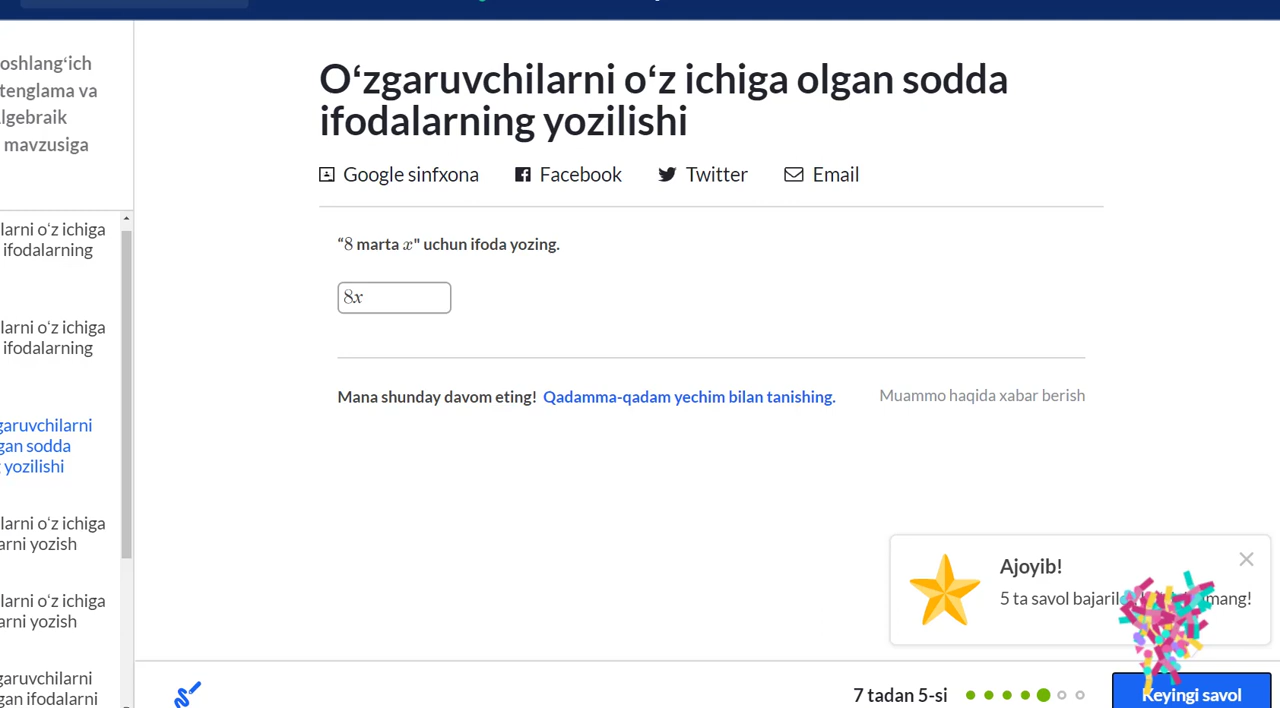 oshlangʻich
tenglama va
lgebraik
mavzusiga
larni oʻz ichiga
ifodalarning
larni oʻz ichiga
ifodalarning
garuvchilarni
gan sodda
yozilishi
larni oʻz ichiga
arni yozish
larni oʻz ichiga
arni yozish
garuvchilarni
gan ifodalarni
Oʻzgaruvchilarni oʻz ichiga olgan sodda
ifodalarning yozilishi
Google sinfxona Facebook Twitter Email
“8 marta x" uchun ifoda yozing.
8x
Mana shunday davom eting! Qadamma-qadam yechim bilan tanishing. Muammo haqida xabar berish
Ajoyib!
5 ta savol
7 tadan 5-si
Keyingi savol